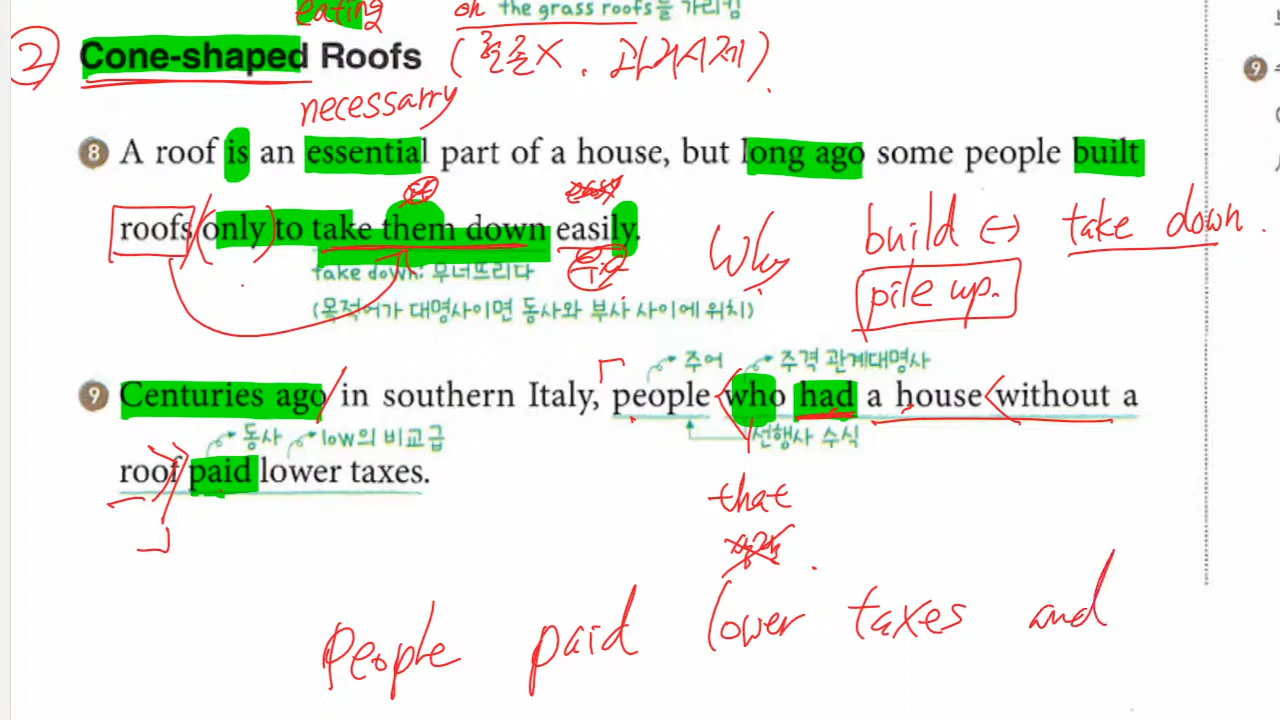 eating
on the grass roofs를 가리킴
② Cone-shaped Roofs (현존X. 과거시제).
necessarry
8 A roof is an essential part of a house, but long ago some people built
it easy
roofs (only) to take them down easily.
Why build ↔ take down.
take down: 무너뜨리다
pile up.
(목적어가 대명사이면 동사와 부사 사이에 위치)
주어 주격 관계대명사
9 Centuries ago in southern Italy, people who had a house without a
동사 low의 비교급 선행사 수식
roof paid lower taxes.
that
People paid lower taxes and
9